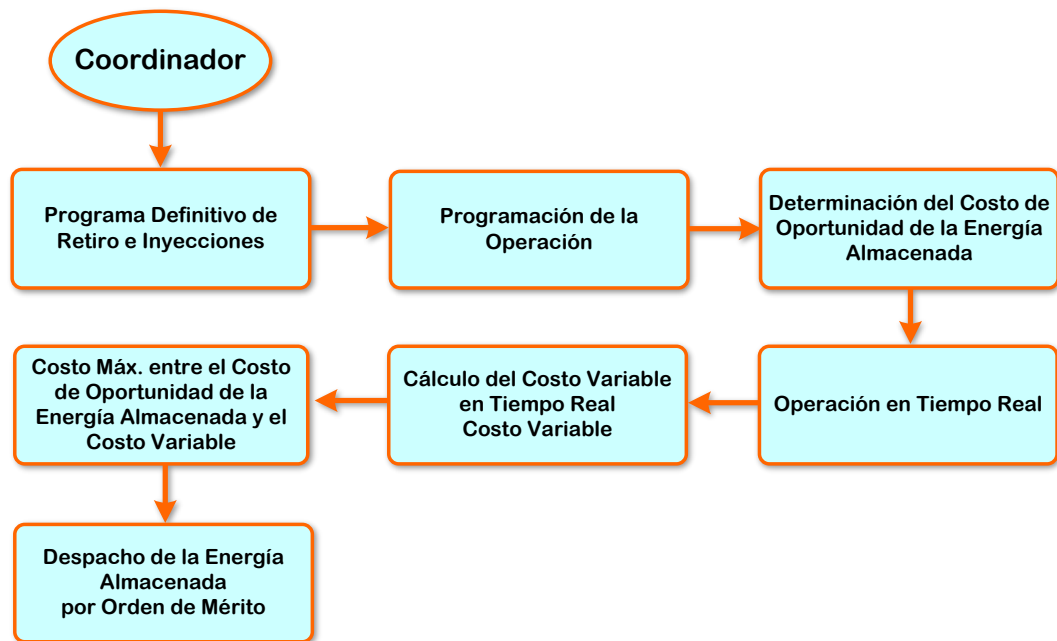 Coordinador
Programa Definitivo de
Retiro e Inyecciones
Programación de la
Operación
Determinación del Costo de
Oportunidad de la Energía
Almacenada
Costo Máx. entre el Costo
de Oportunidad de la
Energía Almacenada y el
Costo Variable
Cálculo del Costo Variable
en Tiempo Real
Costo Variable
Operación en Tiempo Real
Despacho de la Energía
Almacenada
por Orden de Mérito